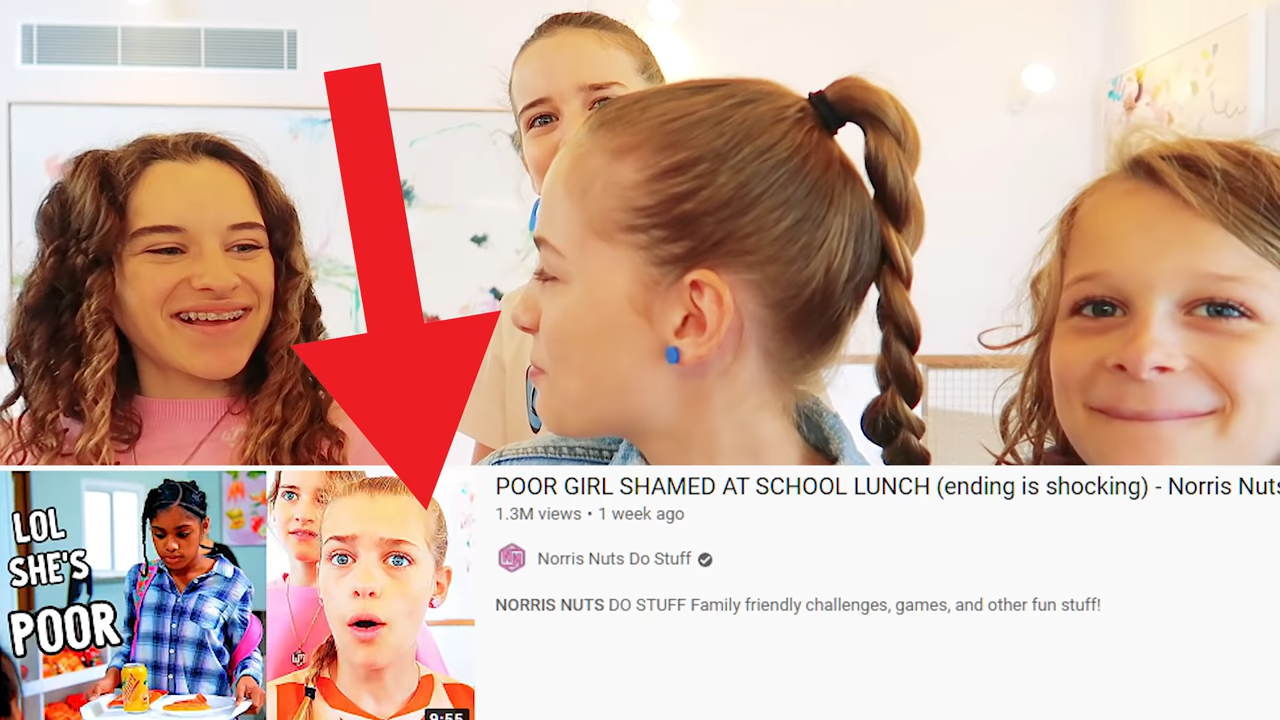 LOL
SHE'S
POOR
9:55
POOR GIRL SHAMED AT SCHOOL LUNCH (ending is shocking) - Norris Nuts
1.3M views • 1 week ago
Norris Nuts Do Stuff
NORRIS NUTS DO STUFF Family friendly challenges, games, and other fun stuff!